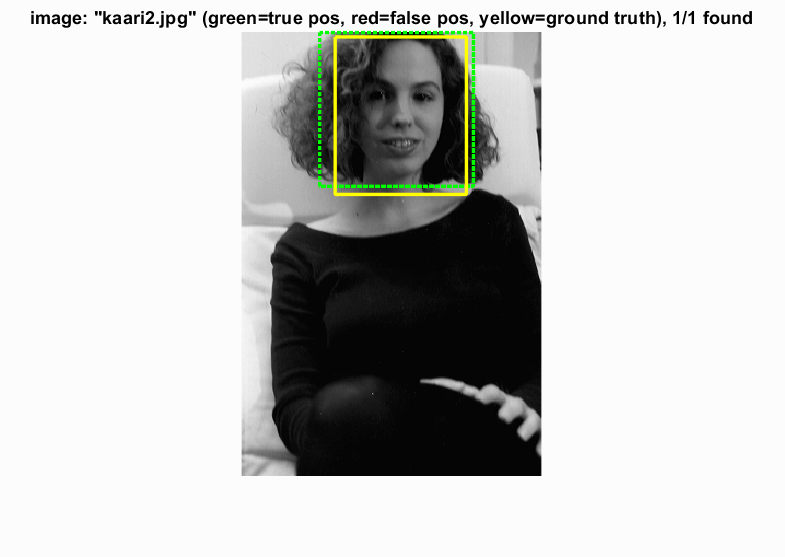 image: "kaari2.jpg" (green=true pos, red=false pos, yellow=ground truth), 1/1 found